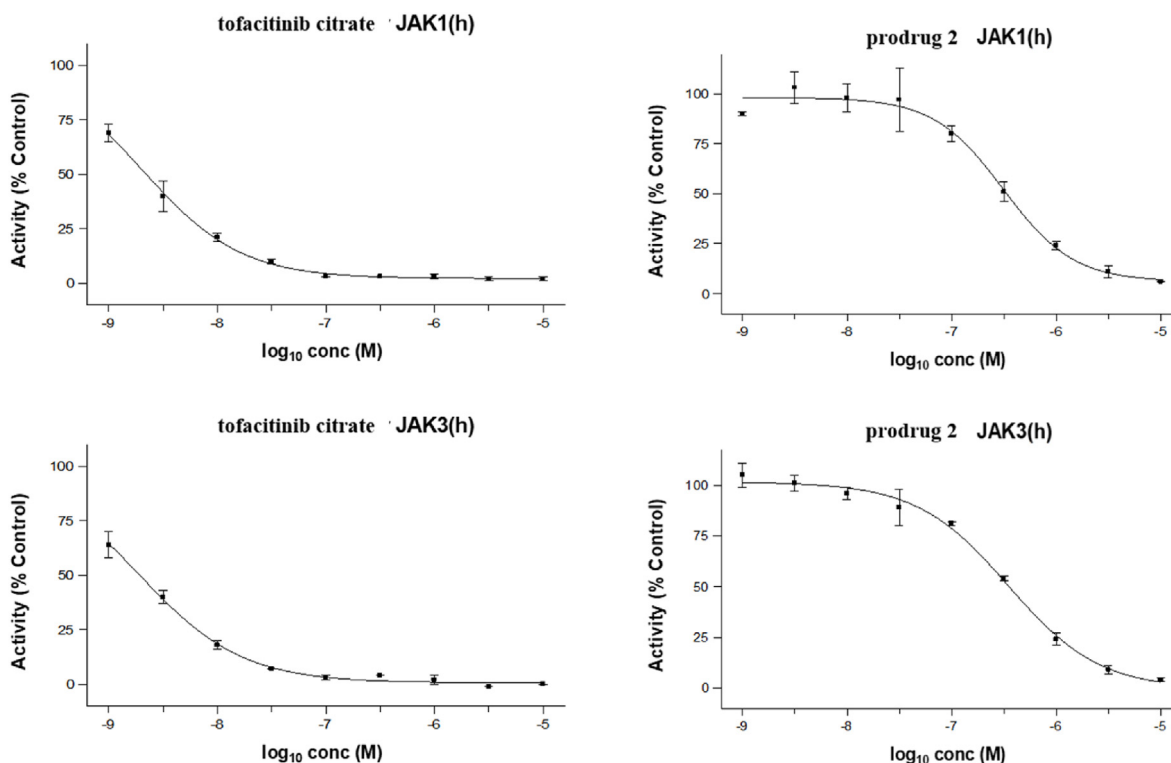 tofacitinib citrate JAK1(h)
100
75
50
25
0
Activity (% Control)
-9 -8 -7 -6 -5
log₁₀ conc (M)
prodrug 2 JAK1(h)
100
75
50
25
0
Activity (% Control)
-9 -8 -7 -6 -5
log₁₀ conc (M)
tofacitinib citrate JAK3(h)
100
75
50
25
0
Activity (% Control)
-9 -8 -7 -6 -5
log₁₀ conc (M)
prodrug 2 JAK3(h)
100
75
50
25
0
Activity (% Control)
-9 -8 -7 -6 -5
log₁₀ conc (M)